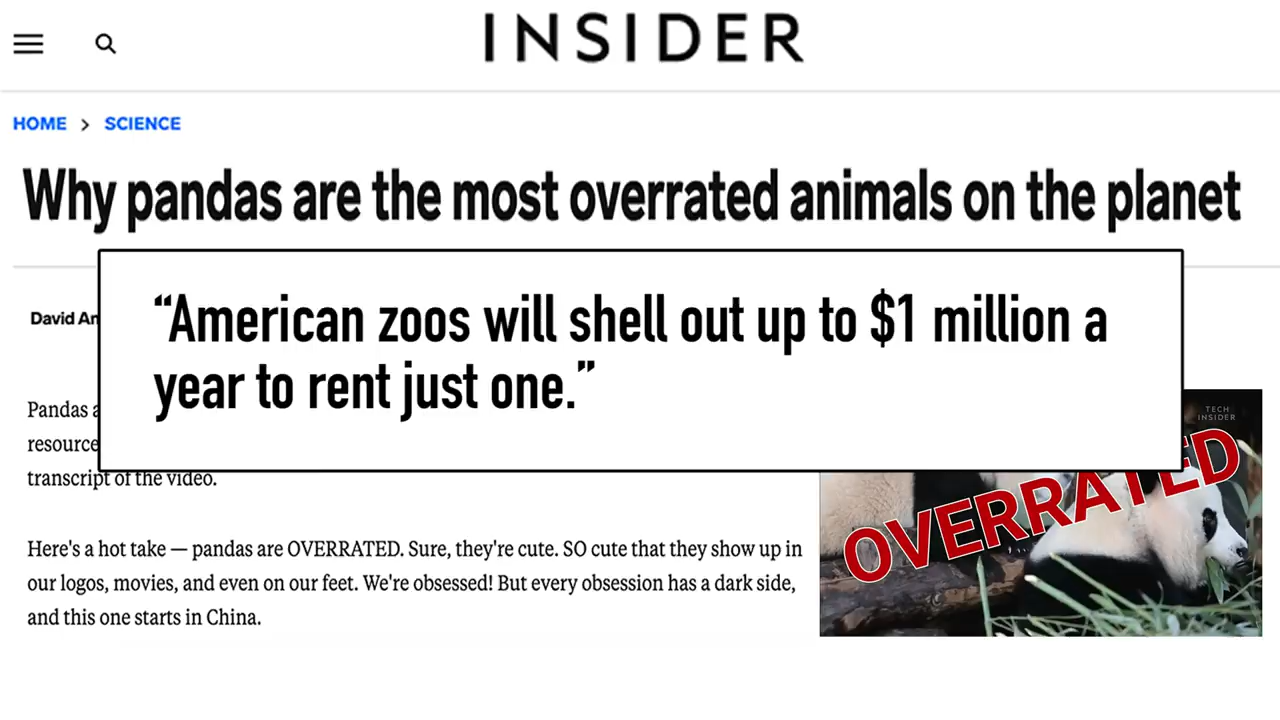 INSIDER
HOME > SCIENCE
Why pandas are the most overrated animals on the planet
“American zoos will shell out up to $1 million a
year to rent just one.”
David
Pandas
transcript of the video.
TECH
INSIDER
OVERRATED
Here's a hot take — pandas are OVERRATED. Sure, they're cute. SO cute that they show up in
our logos, movies, and even on our feet. We're obsessed! But every obsession has a dark side,
and this one starts in China.